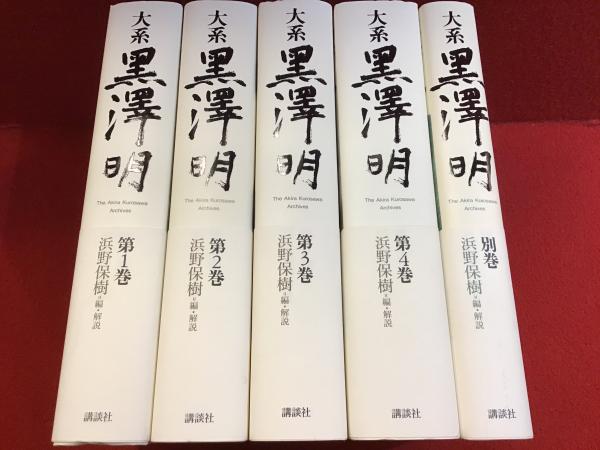 大系
黒澤明
The Akira Kurosawa
Archives
第1巻
浜野保樹=編・解説
講談社
大系
黒澤明
The Akira Kurosawa
Archives
第2巻
浜野保樹=編・解説
講談社
大系
黒澤明
The Akira Kurosawa
Archives
第3巻
浜野保樹=編・解説
講談社
大系
黒澤明
The Akira Kurosawa
Archives
第4巻
浜野保樹=編・解説
講談社
大系
黒澤明
The Akira Kurosawa
Archives
別巻
浜野保樹=編・解説
講談社